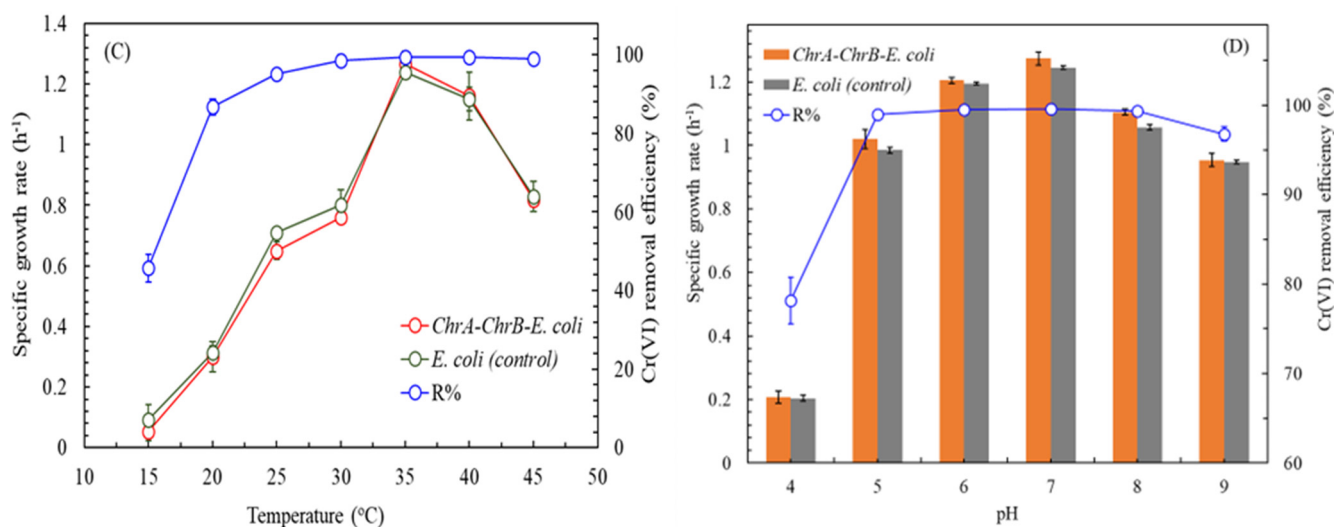 (C)
Specific growth rate (h-1)
1.4
1.2
1
0.8
0.6
0.4
0.2
0
100
80
60
40
20
0
Cr(VI) removal efficiency (%)
ChrA-ChrB-E. coli
E. coli (control)
R%
10 15 20 25 30 35 40 45 50
Temperature (ºC)
(D)
Specific growth rate (h-1)
1.2
1
0.8
0.6
0.4
0.2
0
100
90
80
70
60
Cr(VI) removal efficiency (%)
ChrA-ChrB-E. coli
E. coli (control)
R%
4 5 6 7 8 9
pH